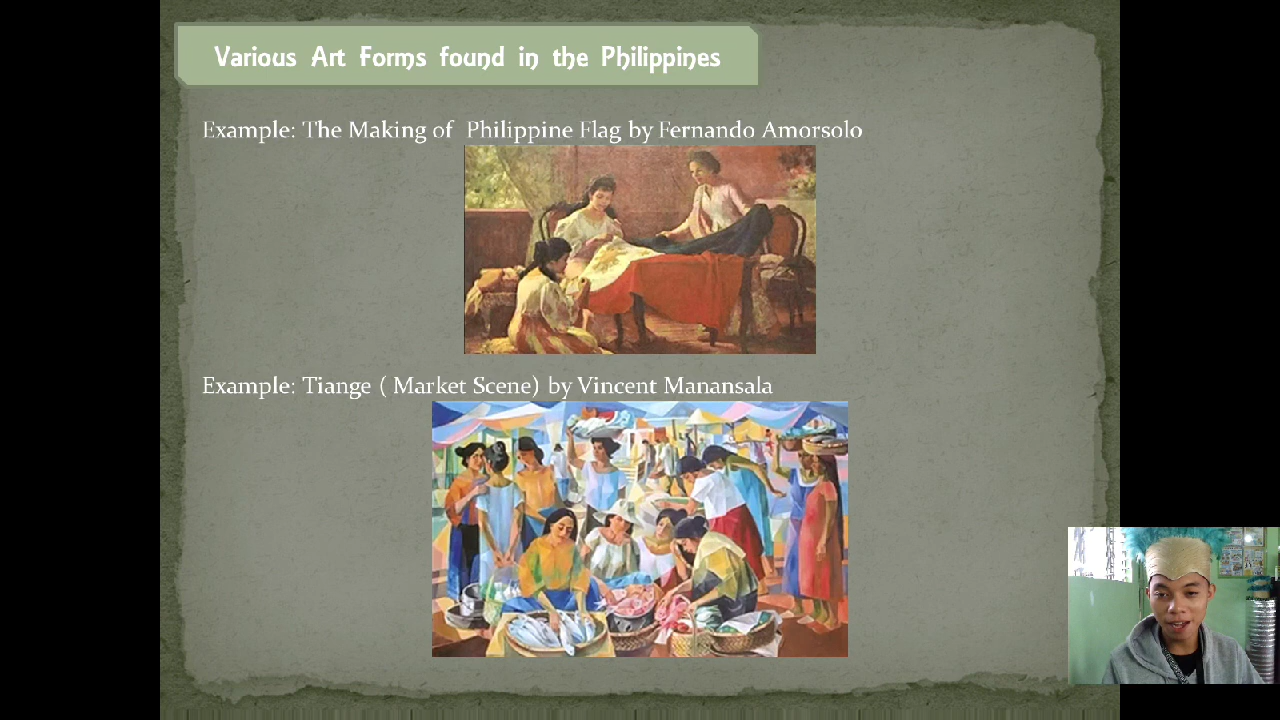 Various Art Forms found in the Philippines
Example: The Making of Philippine Flag by Fernando Amorsolo
Example: Tiange ( Market Scene) by Vincent Manansala